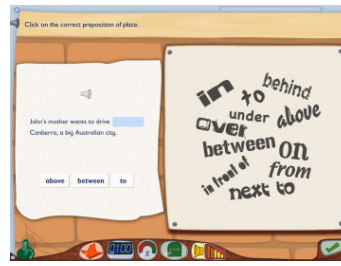 Click on the correct preposition of place.
John's mother wants to drive
Canberra, a big Australian city.
above between to
in
to
behind
under
above
over
between
on
in front of
from
next to
0100